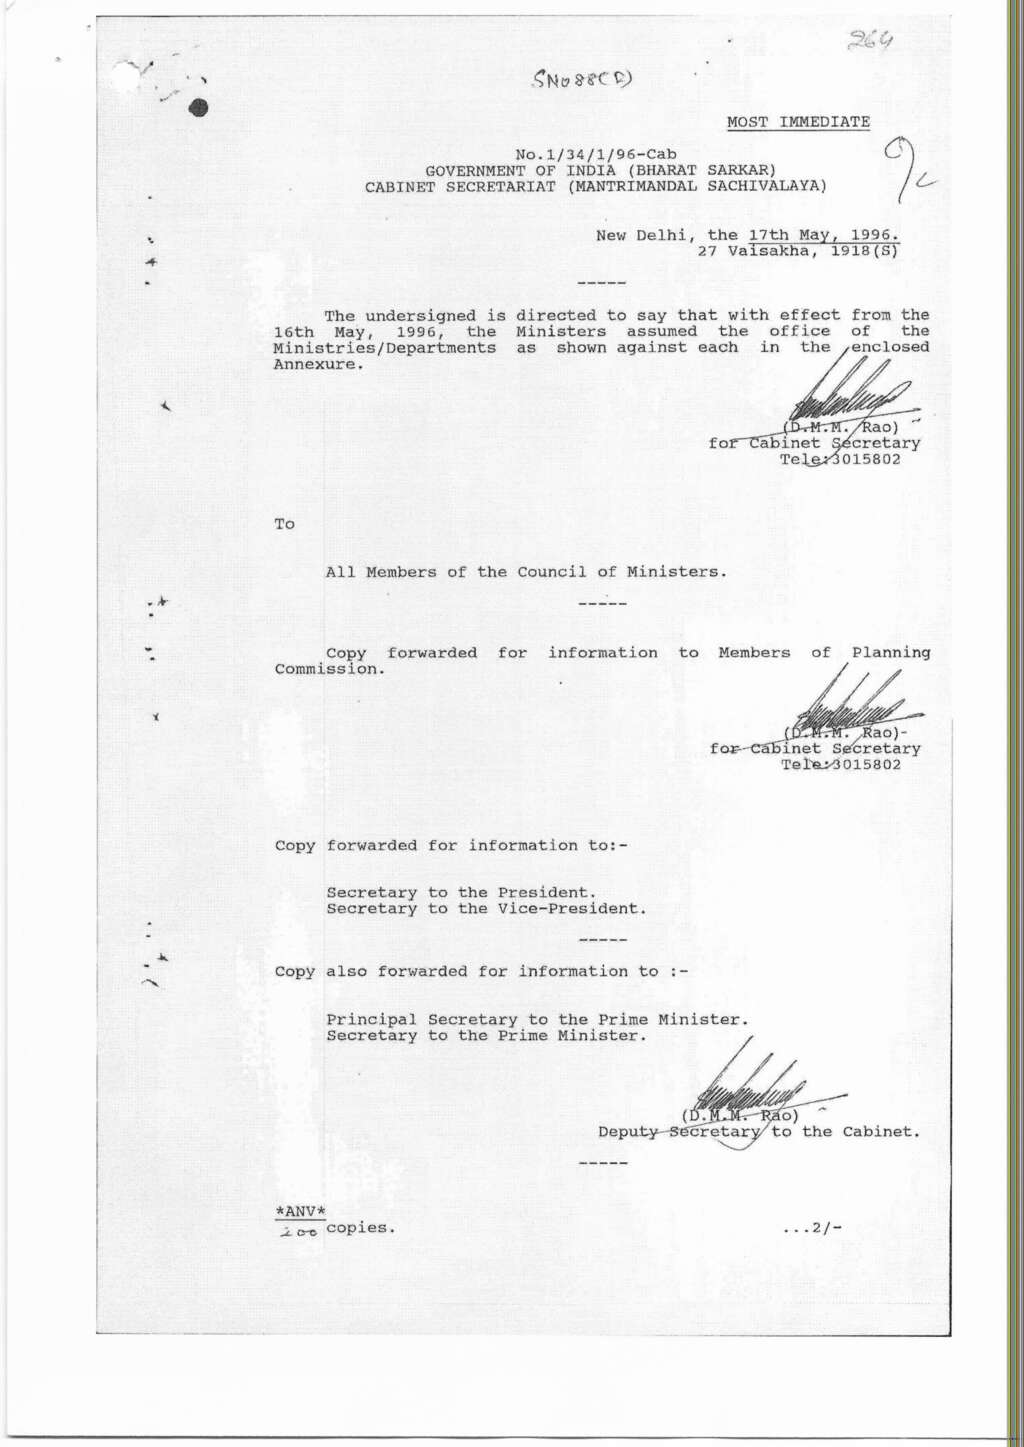 264
SNo88(D)
MOST IMMEDIATE
No.1/34/1/96-Cab
GOVERNMENT OF INDIA (BHARAT SARKAR)
CABINET SECRETARIAT (MANTRIMANDAL SACHIVALAYA)
New Delhi, the 17th May, 1996.
27 Vaisakha, 1918(S)
-----
The undersigned is directed to say that with effect from the
16th May, 1996, the Ministers assumed the office of the
Ministries/Departments as shown against each in the enclosed
Annexure.
(D.M.M. Rao)
for Cabinet Secretary
Tele:3015802
To
All Members of the Council of Ministers.
-----
Copy forwarded for information to Members of Planning
Commission.
(D.M.M. Rao)-
for Cabinet Secretary
Tele:3015802
Copy forwarded for information to:-
Secretary to the President.
Secretary to the Vice-President.
-----
Copy also forwarded for information to :-
Principal Secretary to the Prime Minister.
Secretary to the Prime Minister.
(D.M.M. Rao)
Deputy Secretary to the Cabinet.
-----
*ANV*
200 copies.
...2/-